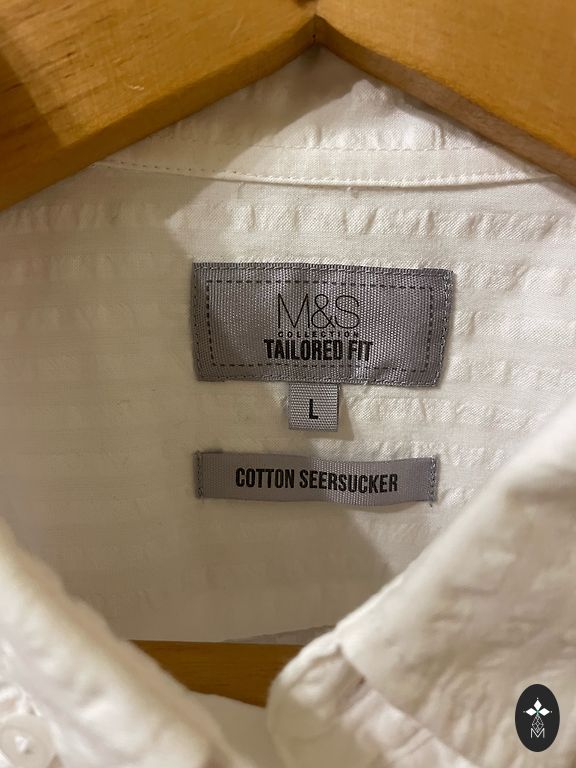 M&S
COLLECTION
TAILORED FIT
L
COTTON SEERSUCKER
M